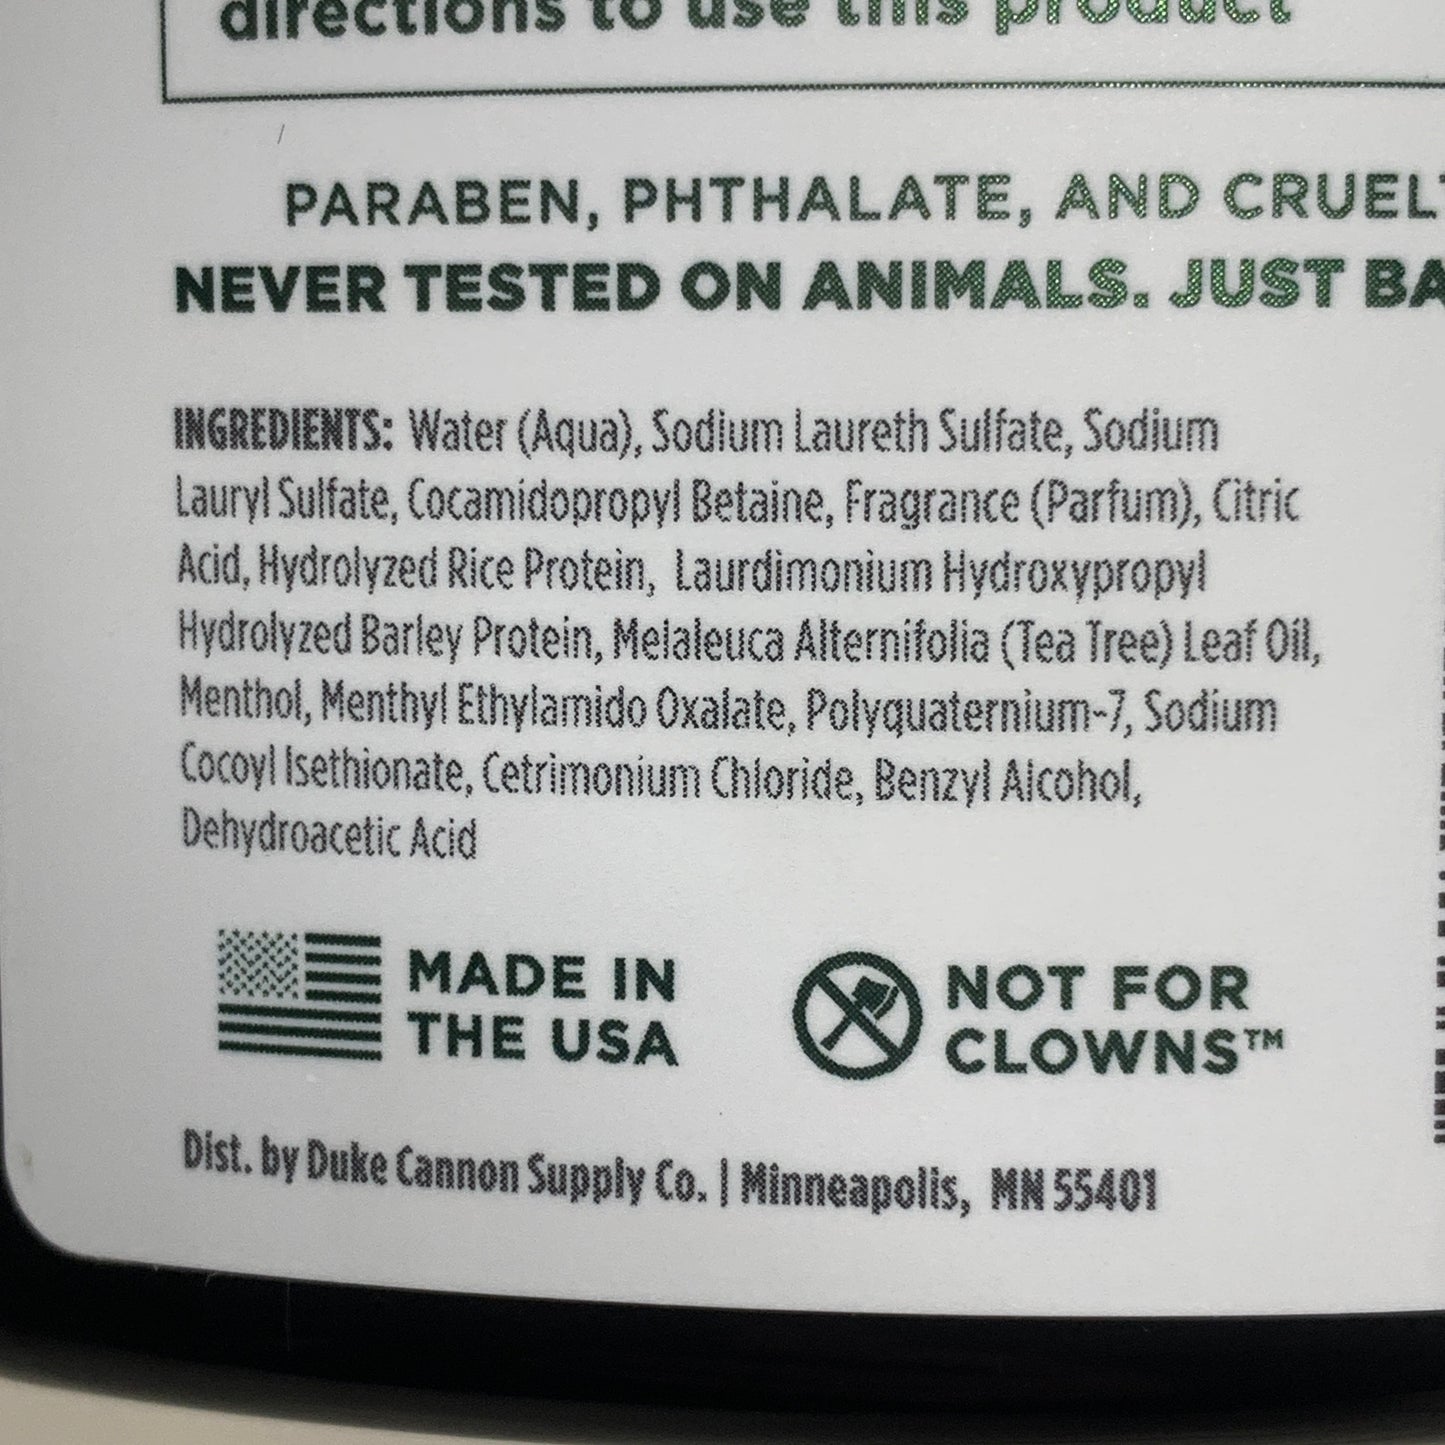 directions to use this product
PARABEN, PHTHALATE, AND CRUEL
NEVER TESTED ON ANIMALS. JUST BA
INGREDIENTS: Water (Aqua), Sodium Laureth Sulfate, Sodium
Lauryl Sulfate, Cocamidopropyl Betaine, Fragrance (Parfum), Citric
Acid, Hydrolyzed Rice Protein, Laurdimonium Hydroxypropyl
Hydrolyzed Barley Protein, Melaleuca Alternifolia (Tea Tree) Leaf Oil,
Menthol, Menthyl Ethylamido Oxalate, Polyquaternium-7, Sodium
Cocoyl Isethionate, Cetrimonium Chloride, Benzyl Alcohol,
Dehydroacetic Acid
MADE IN
THE USA
NOT FOR
CLOWNS™
Dist. by Duke Cannon Supply Co. | Minneapolis, MN 55401